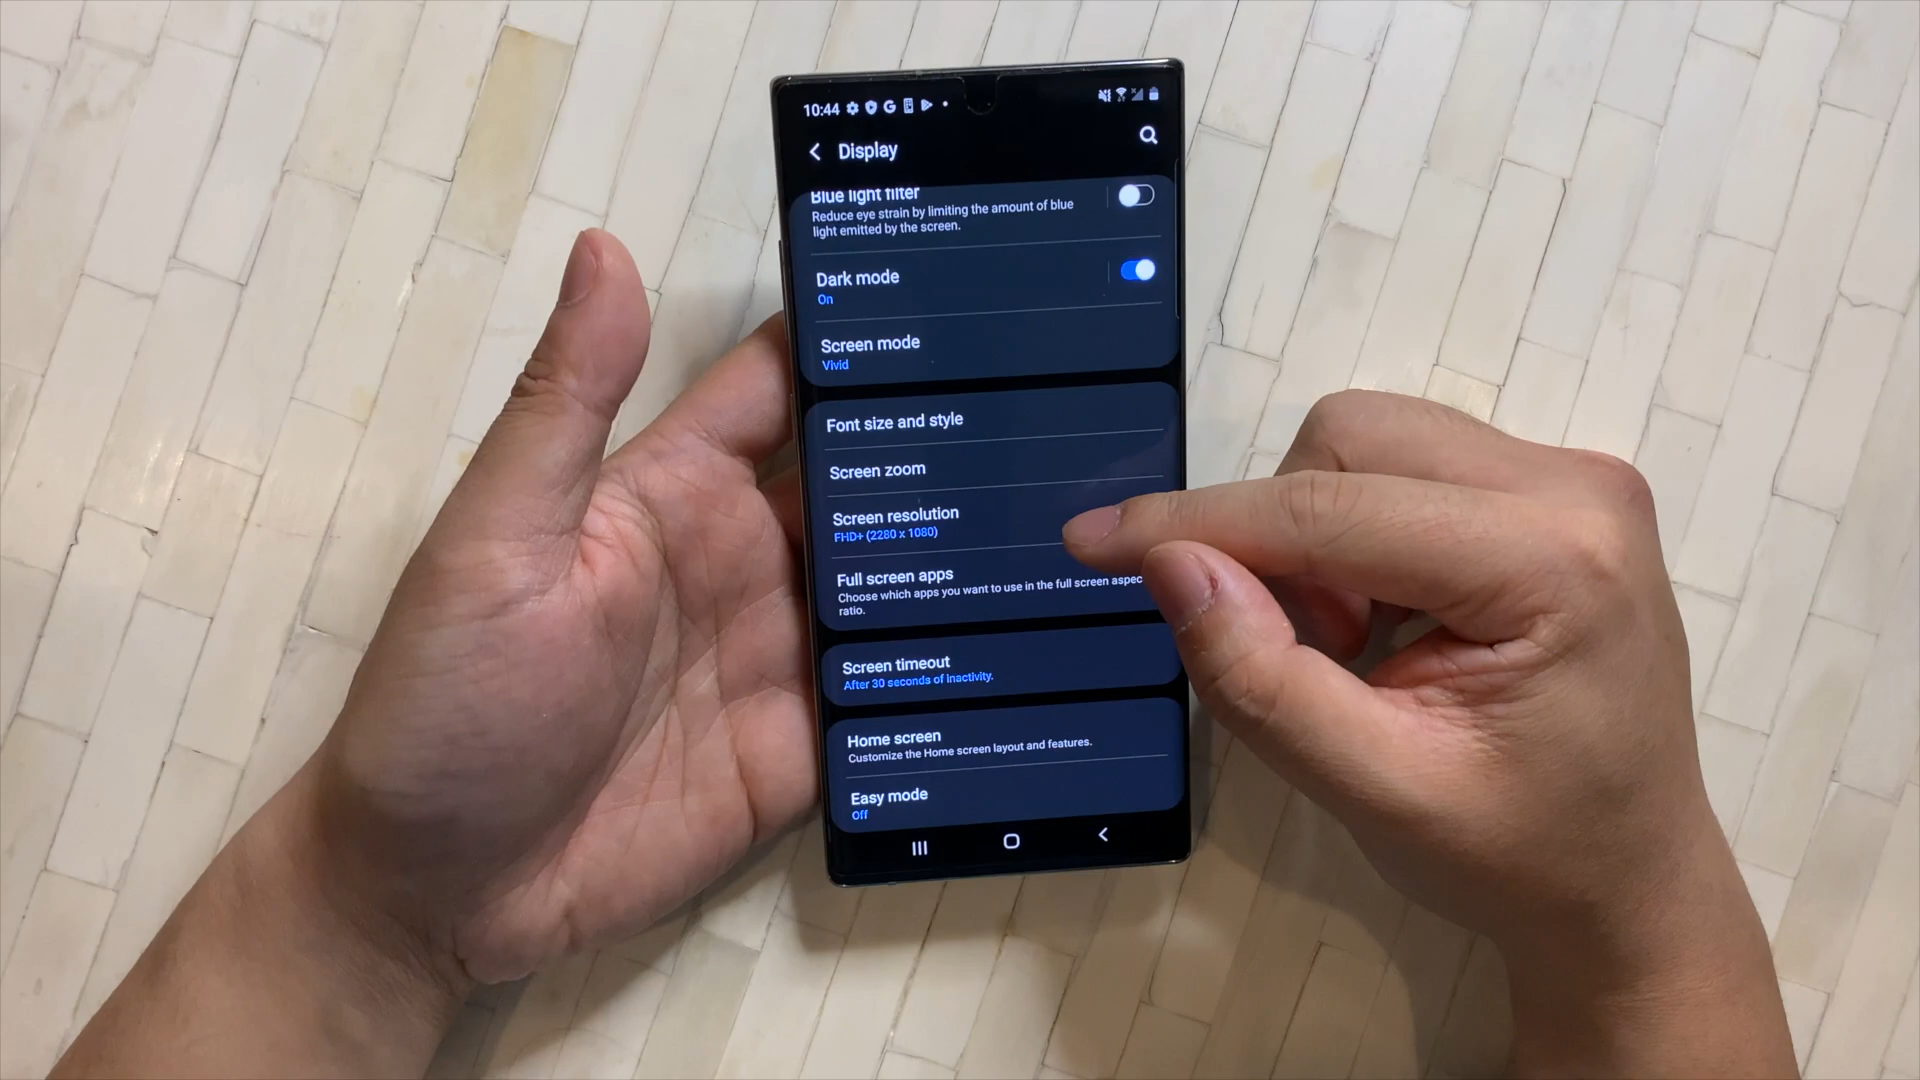 10:44
Display
Blue light filter
Reduce eye strain by limiting the amount of blue
light emitted by the screen.
Dark mode
On
Screen mode
Vivid
Font size and style
Screen zoom
Screen resolution
FHD+ (2280 x 1080)
Full screen apps
Choose which apps you want to use in the full screen aspec
ratio.
Screen timeout
After 30 seconds of inactivity.
Home screen
Customize the Home screen layout and features.
Easy mode
Off